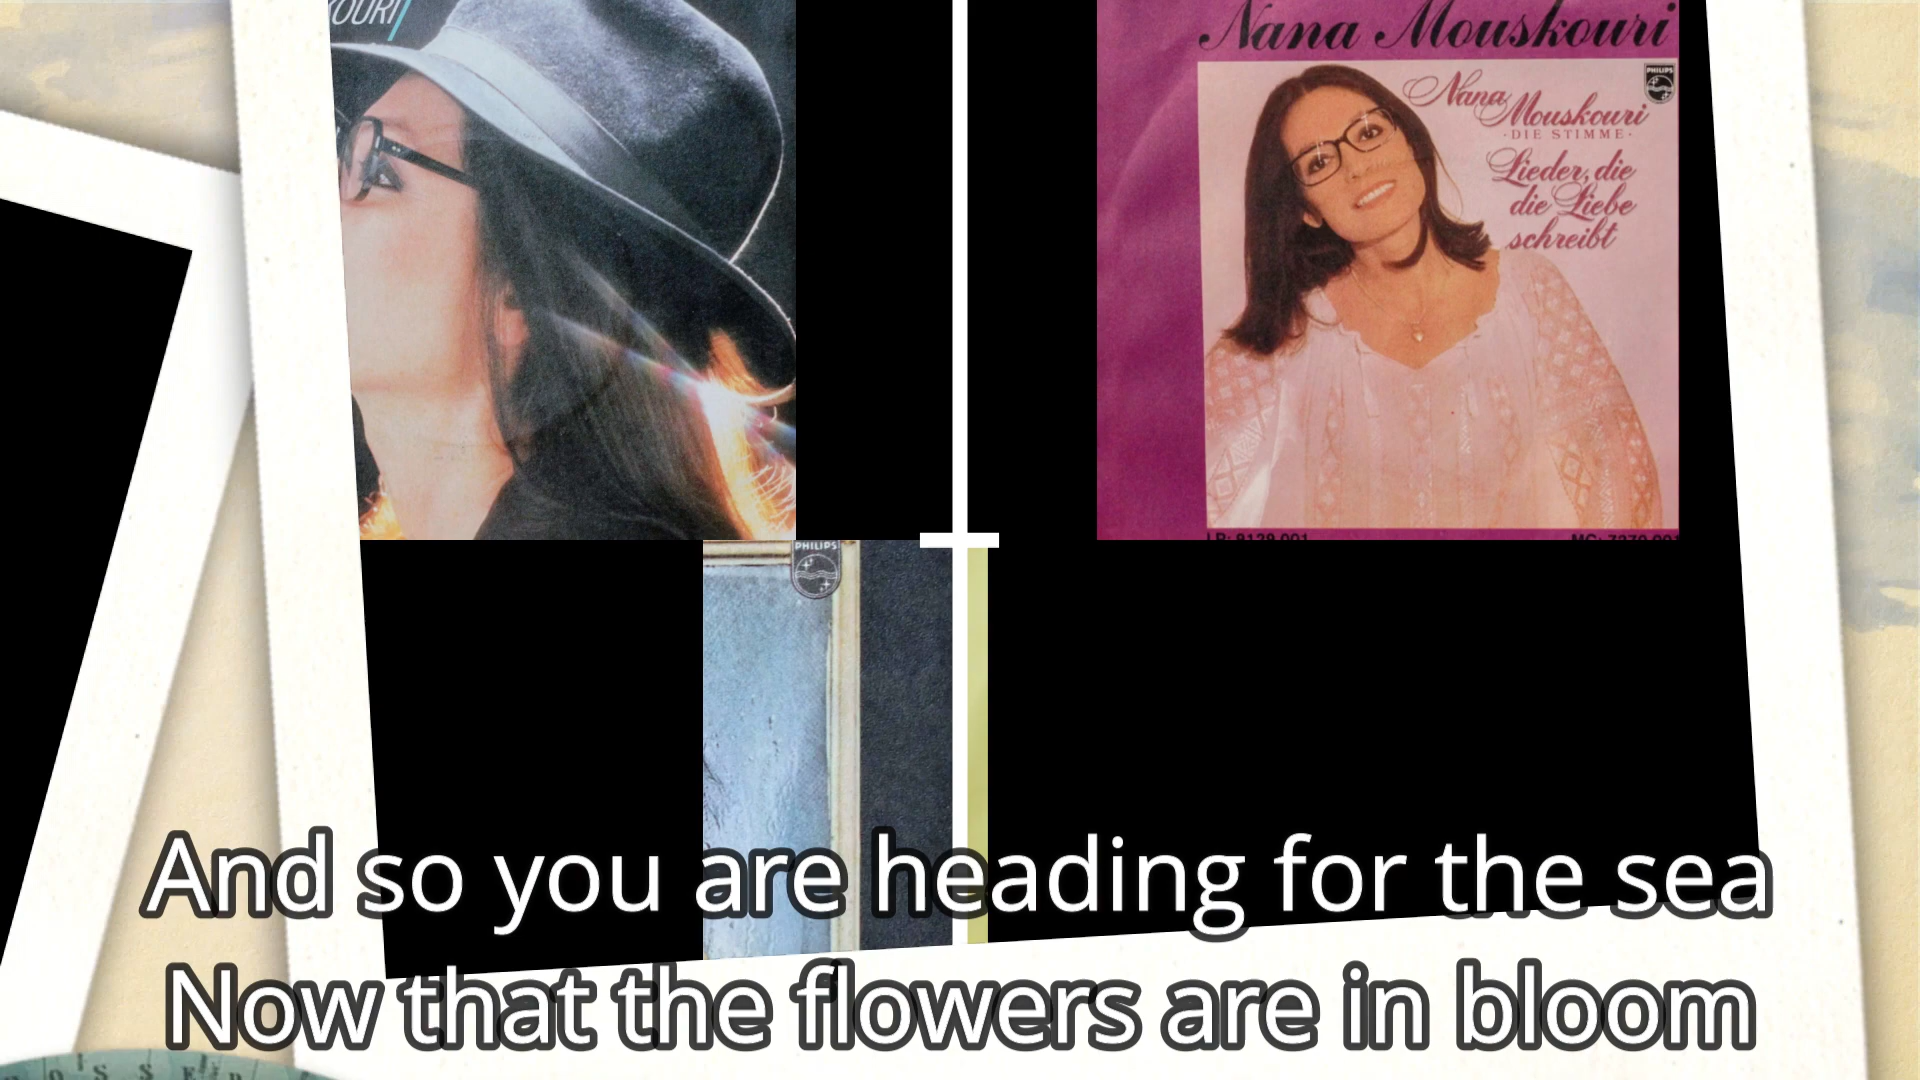 Nana Mouskouri
PHILIPS
Nana
Mouskouri
·DIE STIMME·
Lieder, die
die Liebe
schreibt
PHILIPS
And so you are heading for the sea
Now that the flowers are in bloom